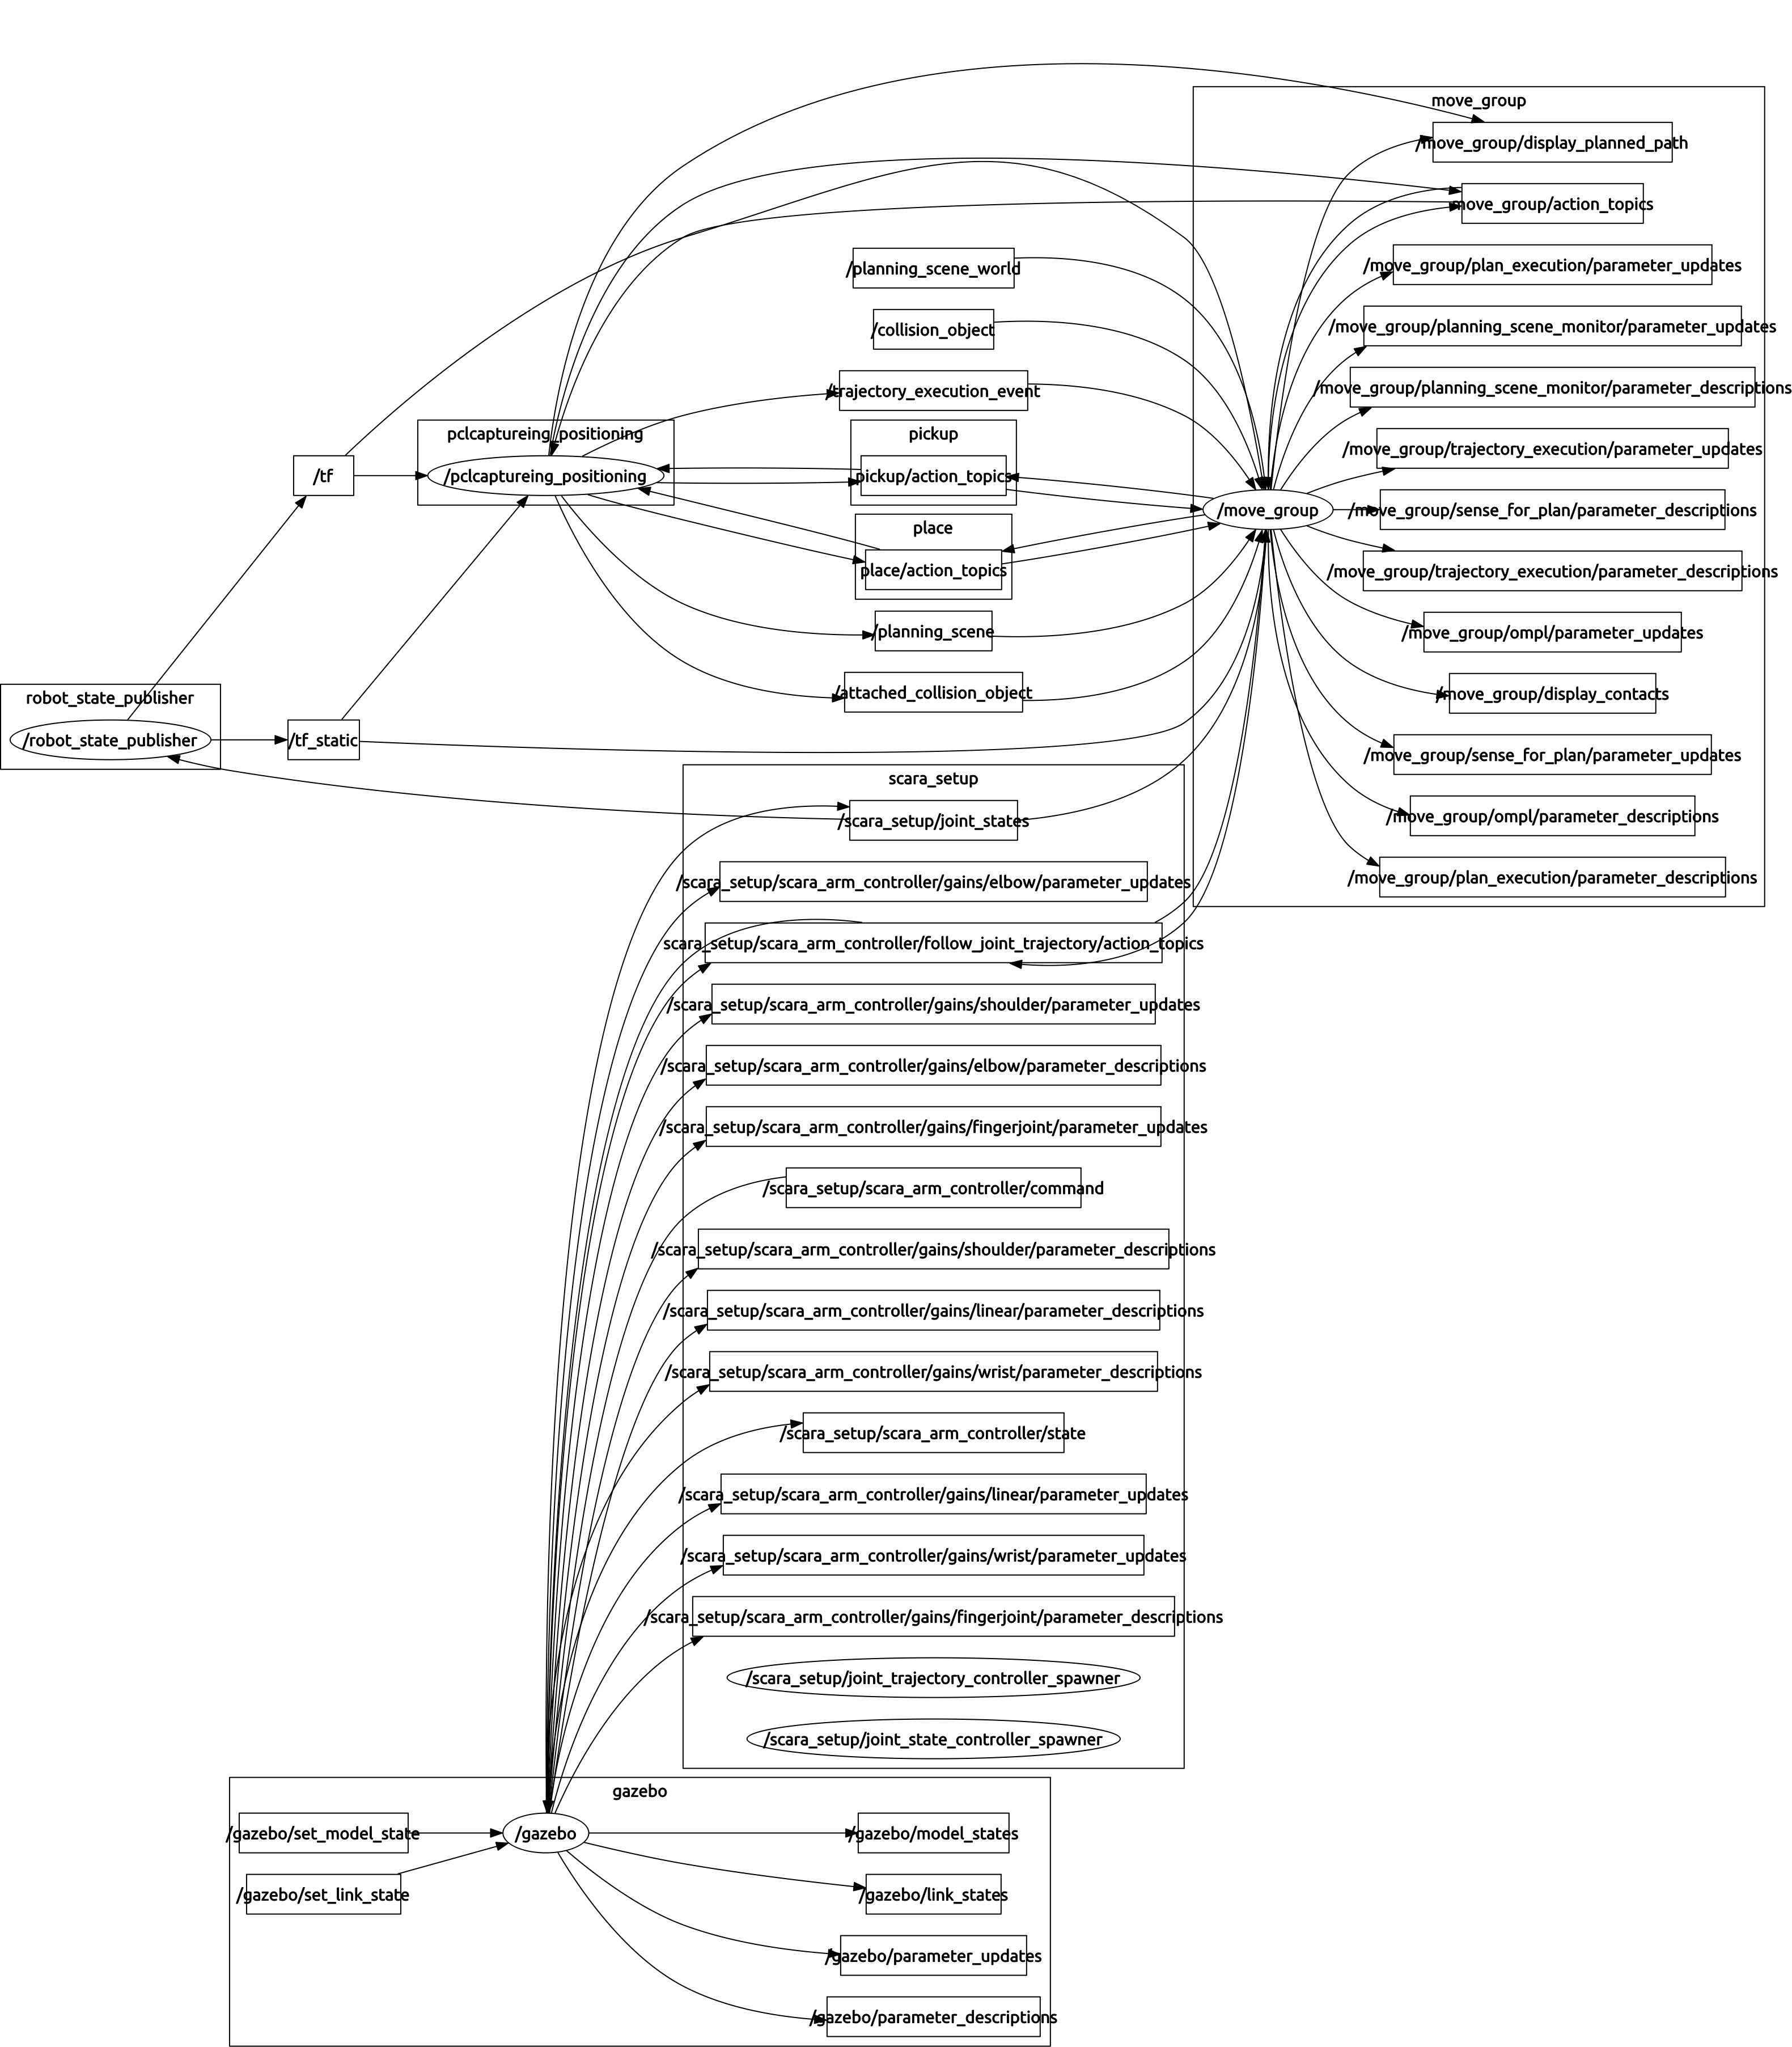 move_group
/move_group/display_planned_path
move_group/action_topics
/move_group/plan_execution/parameter_updates
/move_group/planning_scene_monitor/parameter_updates
/move_group/planning_scene_monitor/parameter_descriptions
/move_group/trajectory_execution/parameter_updates
/move_group/sense_for_plan/parameter_descriptions
/move_group/trajectory_execution/parameter_descriptions
/move_group/ompl/parameter_updates
/move_group/display_contacts
/move_group/sense_for_plan/parameter_updates
/move_group/ompl/parameter_descriptions
/move_group/plan_execution/parameter_descriptions
/move_group
/planning_scene_world
/collision_object
/trajectory_execution_event
pickup
pickup/action_topics
place
place/action_topics
/planning_scene
/attached_collision_object
pclcaptureing_positioning
/pclcaptureing_positioning
/tf
robot_state_publisher
/robot_state_publisher
/tf_static
scara_setup
/scara_setup/joint_states
/scara_setup/scara_arm_controller/gains/elbow/parameter_updates
scara_setup/scara_arm_controller/follow_joint_trajectory/action_topics
/scara_setup/scara_arm_controller/gains/shoulder/parameter_updates
/scara_setup/scara_arm_controller/gains/elbow/parameter_descriptions
/scara_setup/scara_arm_controller/gains/fingerjoint/parameter_updates
/scara_setup/scara_arm_controller/command
/scara_setup/scara_arm_controller/gains/shoulder/parameter_descriptions
/scara_setup/scara_arm_controller/gains/linear/parameter_descriptions
/scara_setup/scara_arm_controller/gains/wrist/parameter_descriptions
/scara_setup/scara_arm_controller/state
/scara_setup/scara_arm_controller/gains/linear/parameter_updates
/scara_setup/scara_arm_controller/gains/wrist/parameter_updates
/scara_setup/scara_arm_controller/gains/fingerjoint/parameter_descriptions
/scara_setup/joint_trajectory_controller_spawner
/scara_setup/joint_state_controller_spawner
gazebo
/gazebo/set_model_state
/gazebo
/gazebo/model_states
/gazebo/set_link_state
/gazebo/link_states
/gazebo/parameter_updates
/gazebo/parameter_descriptions